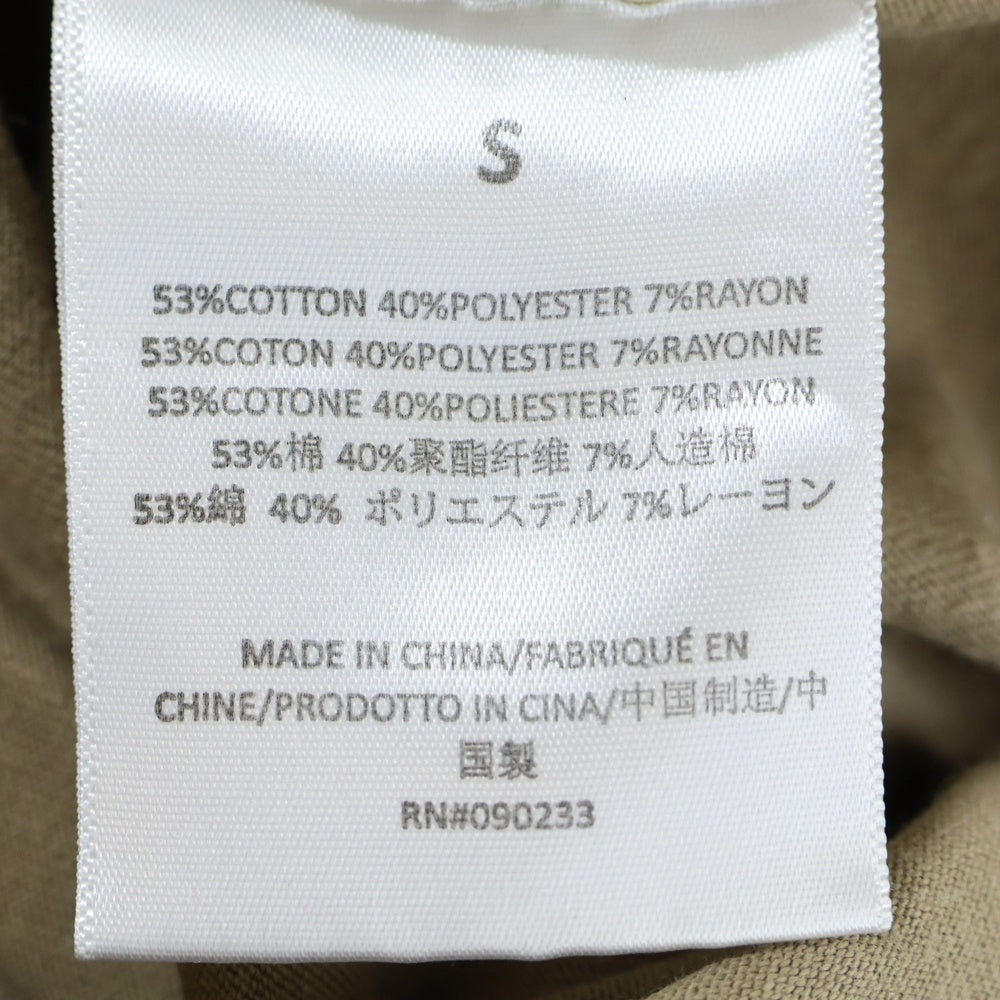 S
53%COTTON 40%POLYESTER 7%RAYON
53%COTON 40%POLYESTER 7%RAYONNE
53%COTONE 40%POLIESTERE 7%RAYON
53%棉 40%聚酯纤维 7%人造棉
53%綿 40% ポリエステル 7%レーヨン
MADE IN CHINA/FABRIQUÉ EN
CHINE/PRODOTTO IN CINA/中国制造/中
国製
RN#090233